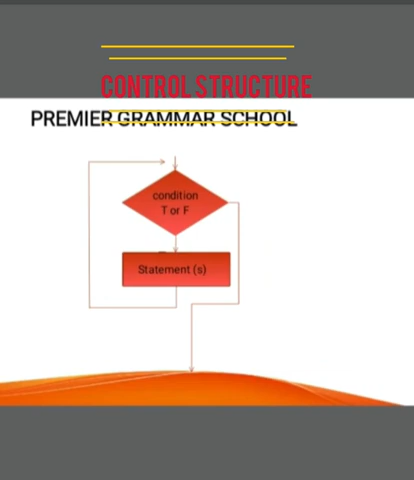 CONTROL STRUCTURE
PREMIER GRAMMAR SCHOOL
condition
T or F
Statement (s)